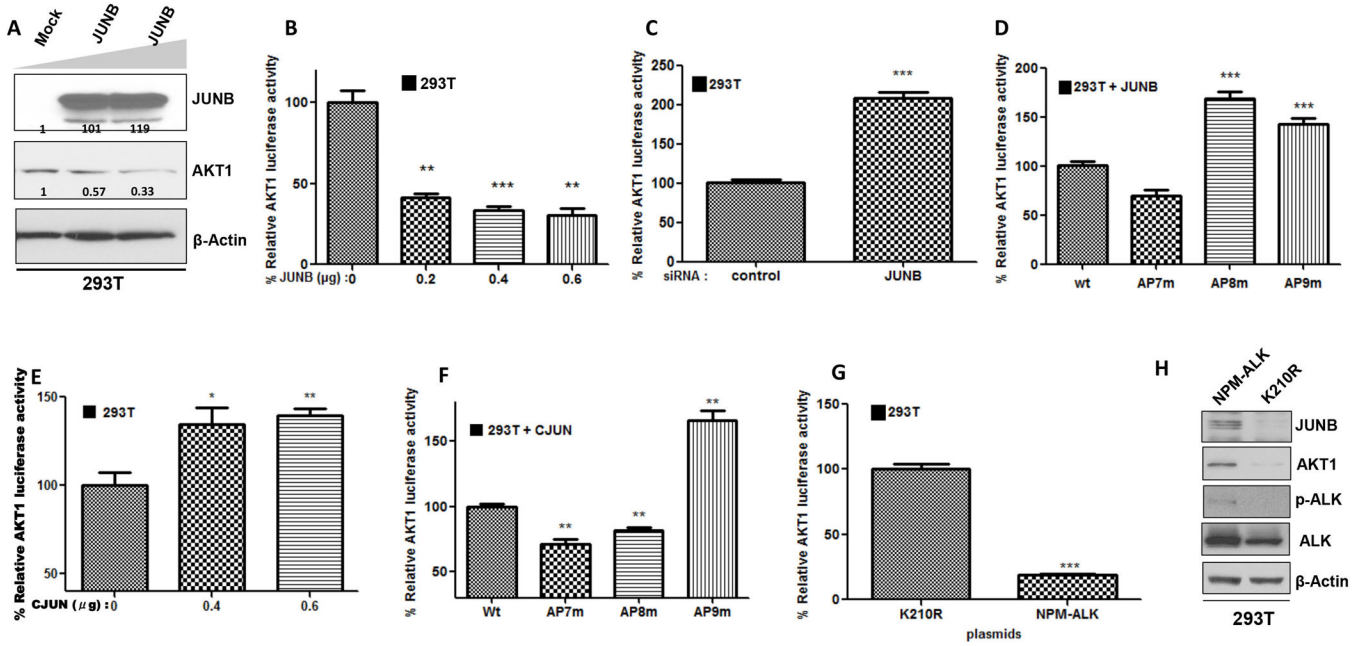 A
Mock
JUNB
JUNB
JUNB
1
101
119
AKT1
1
0.57
0.33
β-Actin
293T
B
293T
% Relative AKT1 luciferase activity
100
50
0
**
***
**
JUNB (µg) :0
0.2
0.4
0.6
C
293T
% Relative AKT1 luciferase activity
250
200
150
100
50
0
***
siRNA :
control
JUNB
D
293T + JUNB
% Relative AKT1 luciferase activity
200
150
100
50
0
***
***
wt
AP7m
AP8m
AP9m
E
293T
% Relative AKT1 luciferase activity
150
100
50
*
**
CJUN (µg) :0
0.4
0.6
F
293T + CJUN
% Relative AKT1 luciferase activity
150
100
50
**
**
**
Wt
AP7m
AP8m
AP9m
G
293T
% Relative AKT1 luciferase activity
150
100
50
0
***
K210R
NPM-ALK
plasmids
H
NPM-ALK
K210R
JUNB
AKT1
p-ALK
ALK
β-Actin
293T